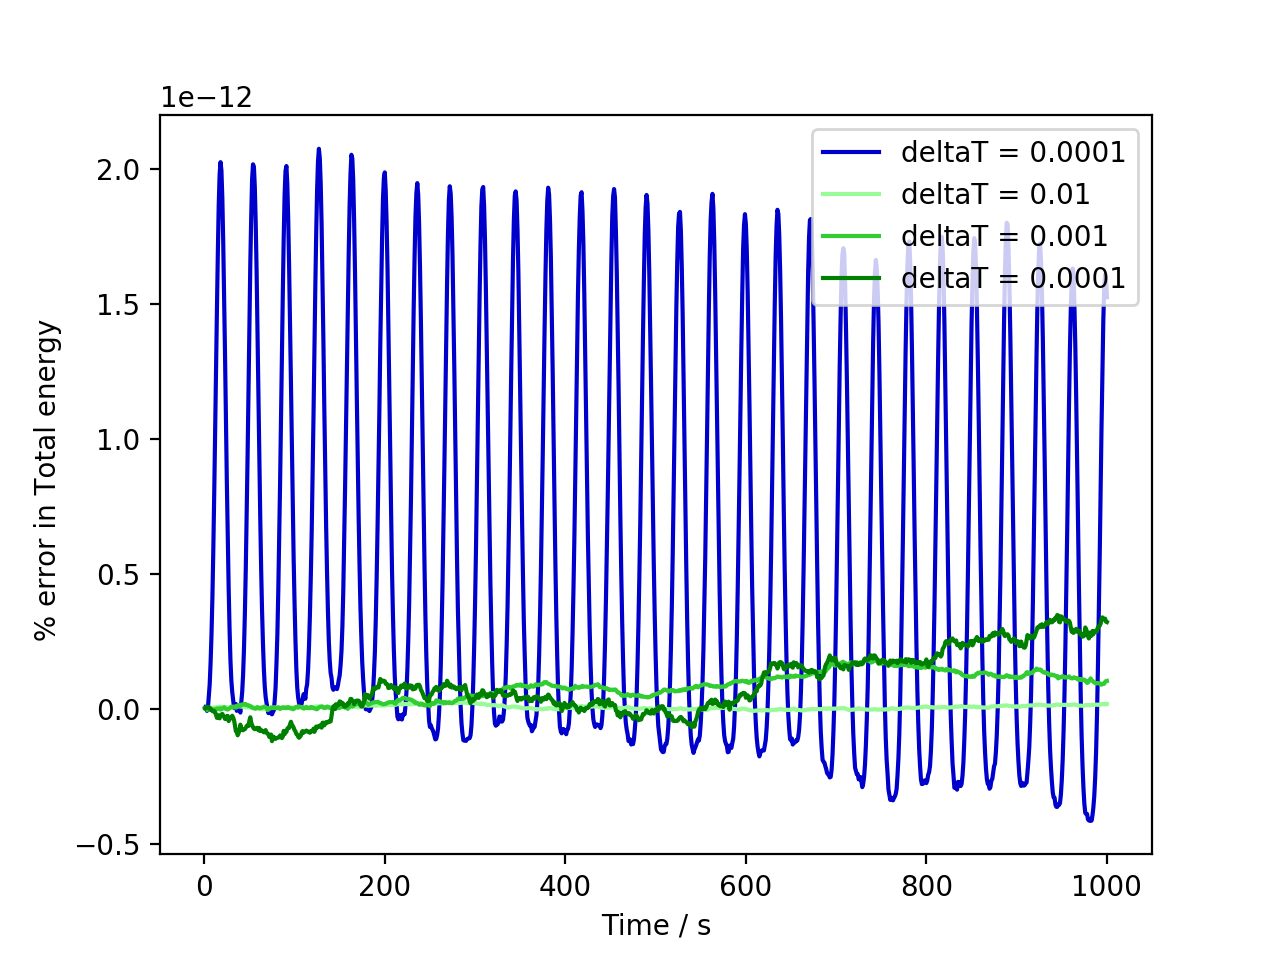 1e−12
2.0
1.5
1.0
0.5
0.0
−0.5
% error in Total energy
deltaT = 0.0001
deltaT = 0.01
deltaT = 0.001
deltaT = 0.0001
0 200 400 600 800 1000
Time / s